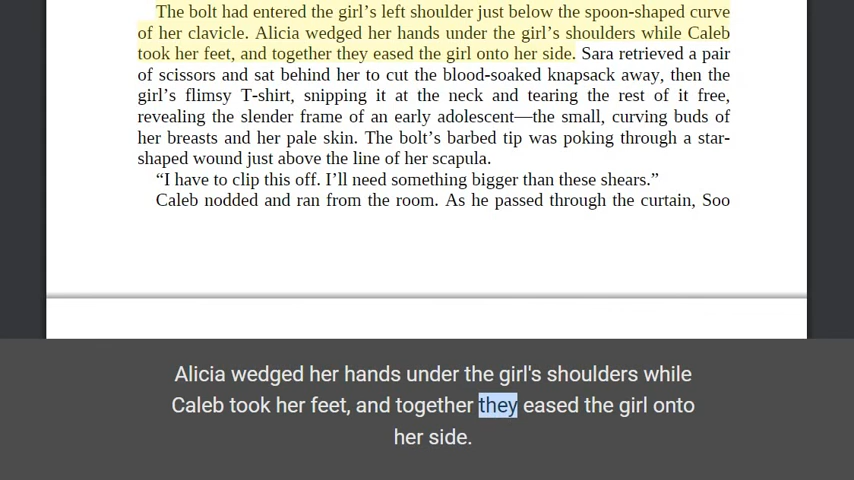 The bolt had entered the girl’s left shoulder just below the spoon-shaped curve
of her clavicle. Alicia wedged her hands under the girl’s shoulders while Caleb
took her feet, and together they eased the girl onto her side. Sara retrieved a pair
of scissors and sat behind her to cut the blood-soaked knapsack away, then the
girl’s flimsy T-shirt, snipping it at the neck and tearing the rest of it free,
revealing the slender frame of an early adolescent—the small, curving buds of
her breasts and her pale skin. The bolt’s barbed tip was poking through a star-
shaped wound just above the line of her scapula.
“I have to clip this off. I’ll need something bigger than these shears.”
Caleb nodded and ran from the room. As he passed through the curtain, Soo
Alicia wedged her hands under the girl's shoulders while
Caleb took her feet, and together they eased the girl onto
her side.